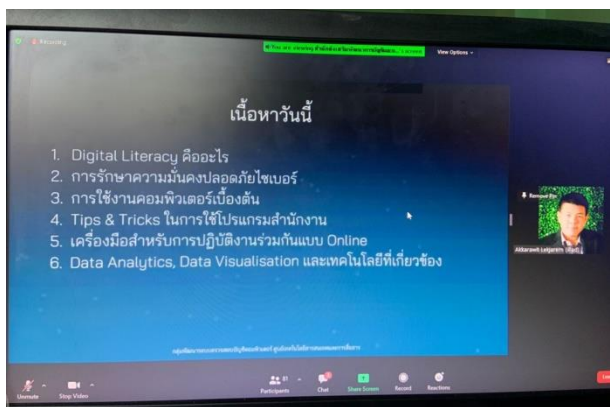 Recording
You are viewing
View Options
เนื้อหาวันนี้
1. Digital Literacy คืออะไร
2. การรักษาความมั่นคงปลอดภัยไซเบอร์
3. การใช้งานคอมพิวเตอร์เบื้องต้น
4. Tips & Tricks ในการใช้โปรแกรมสำนักงาน
5. เครื่องมือสำหรับการปฏิบัติงานร่วมกันแบบ Online
6. Data Analytics, Data Visualisation และเทคโนโลยีที่เกี่ยวข้อง
Remove Pin
Unmute
Stop Video
Participants
81
Chat
Share Screen
Record
Reactions